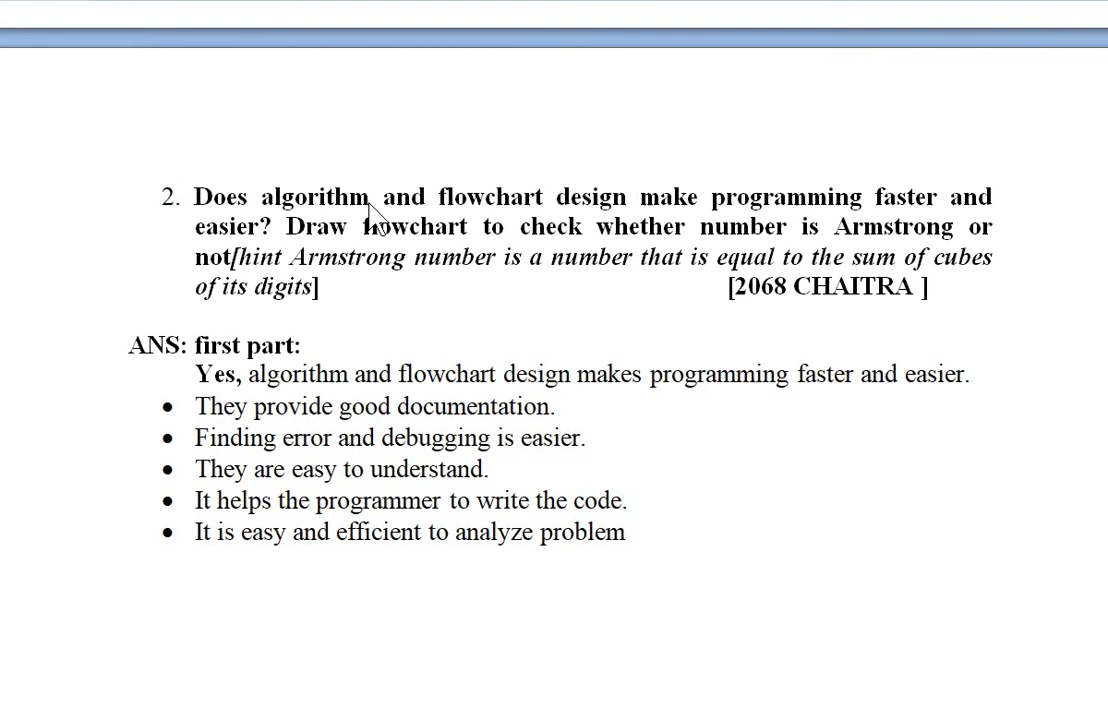 2. Does algorithm and flowchart design make programming faster and
easier? Draw flowchart to check whether number is Armstrong or
not[hint Armstrong number is a number that is equal to the sum of cubes
of its digits] [2068 CHAITRA ]
ANS: first part:
Yes, algorithm and flowchart design makes programming faster and easier.
• They provide good documentation.
• Finding error and debugging is easier.
• They are easy to understand.
• It helps the programmer to write the code.
• It is easy and efficient to analyze problem